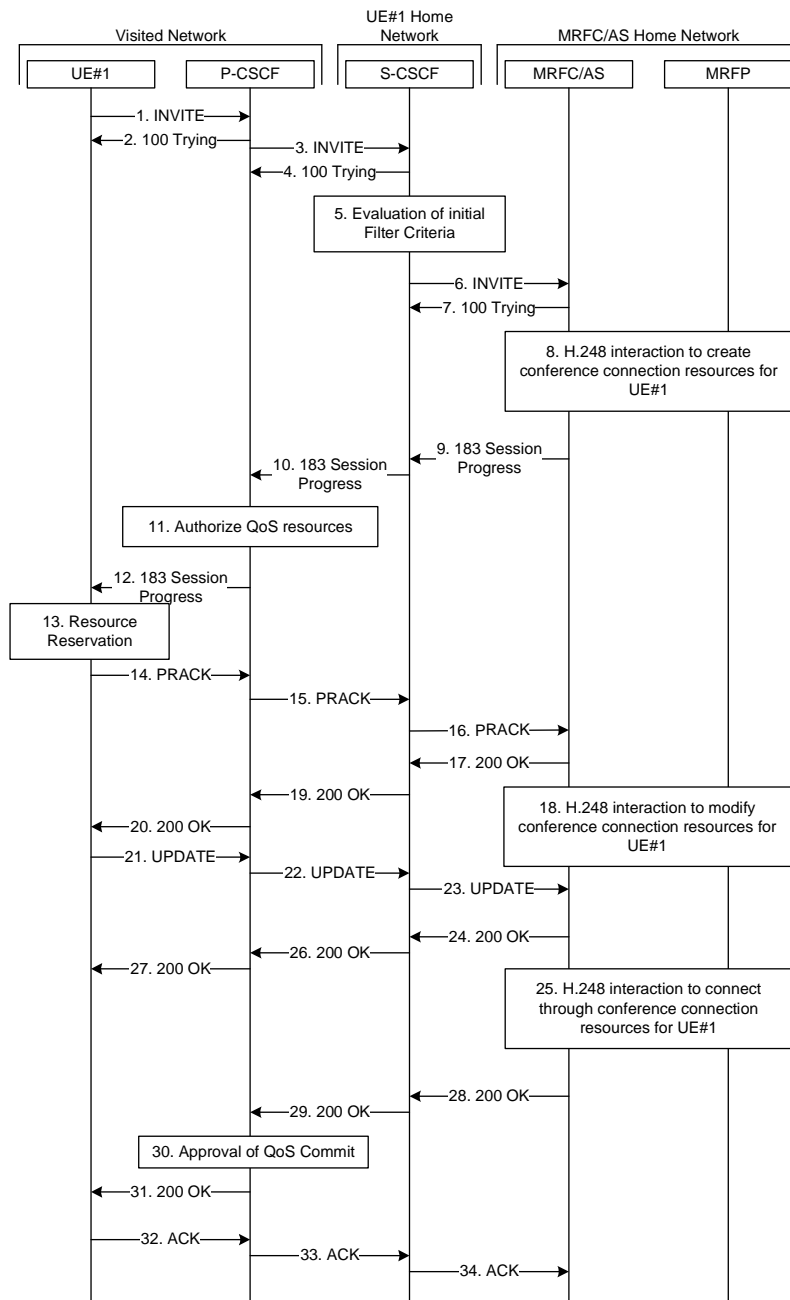 UE#1 Home
Network
Visited Network
MRFC/AS Home Network
UE#1
P-CSCF
S-CSCF
MRFC/AS
MRFP
1. INVITE
2. 100 Trying
3. INVITE
4. 100 Trying
5. Evaluation of initial
Filter Criteria
6. INVITE
7. 100 Trying
8. H.248 interaction to create
conference connection resources for
UE#1
9. 183 Session
Progress
10. 183 Session
Progress
11. Authorize QoS resources
12. 183 Session
Progress
13. Resource
Reservation
14. PRACK
15. PRACK
16. PRACK
17. 200 OK
18. H.248 interaction to modify
conference connection resources for
UE#1
19. 200 OK
20. 200 OK
21. UPDATE
22. UPDATE
23. UPDATE
24. 200 OK
25. H.248 interaction to connect
through conference connection
resources for UE#1
26. 200 OK
27. 200 OK
28. 200 OK
29. 200 OK
30. Approval of QoS Commit
31. 200 OK
32. ACK
33. ACK
34. ACK